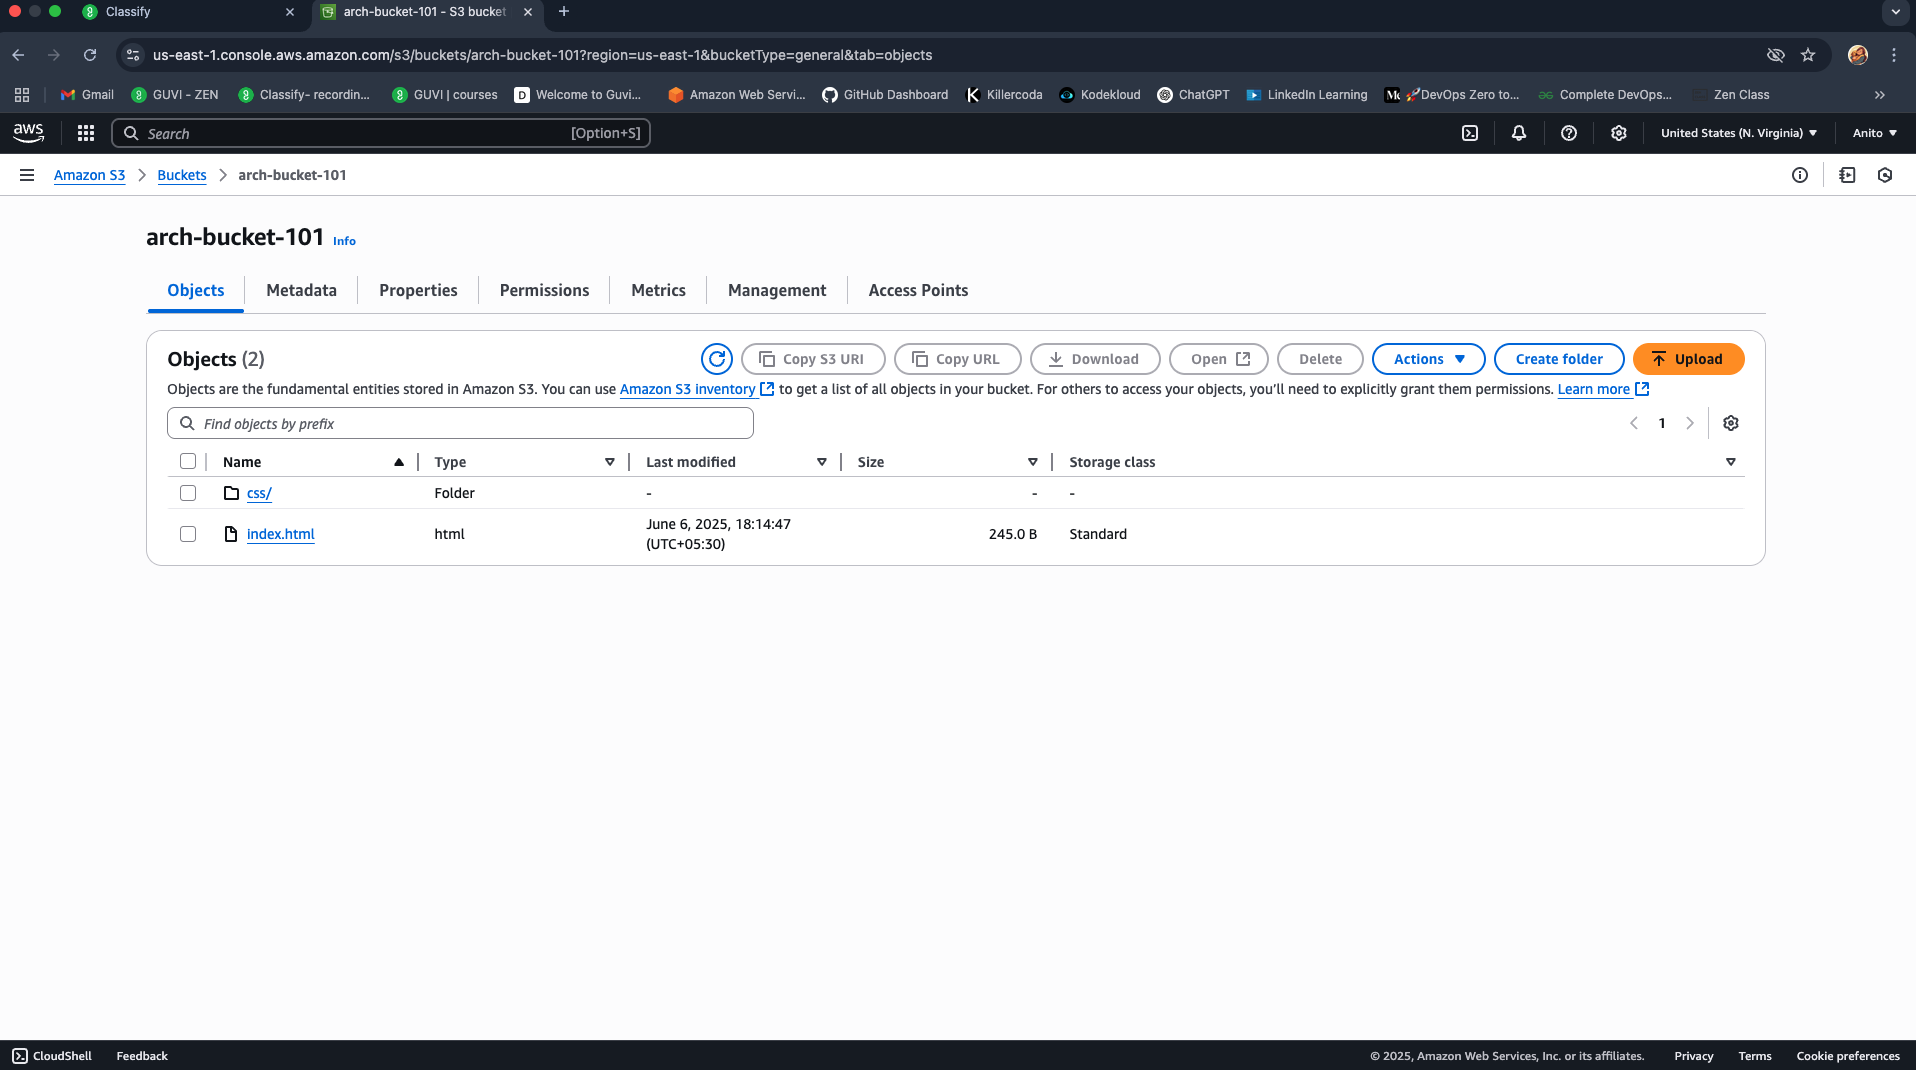 Classify
arch-bucket-101 - S3 bucket
us-east-1.console.aws.amazon.com/s3/buckets/arch-bucket-101?region=us-east-1&bucketType=general&tab=objects
Gmail GUVI - ZEN Classify- recordin... GUVI | courses Welcome to Guvi... Amazon Web Servi... GitHub Dashboard Killercoda Kodekloud ChatGPT LinkedIn Learning 🚀DevOps Zero to... Complete DevOps... Zen Class
aws Search [Option+S] United States (N. Virginia) Anito
Amazon S3 Buckets arch-bucket-101
arch-bucket-101 Info
Objects Metadata Properties Permissions Metrics Management Access Points
Objects (2) Copy S3 URI Copy URL Download Open Delete Actions Create folder Upload
Objects are the fundamental entities stored in Amazon S3. You can use Amazon S3 inventory to get a list of all objects in your bucket. For others to access your objects, you’ll need to explicitly grant them permissions. Learn more
Find objects by prefix 1
Name Type Last modified Size Storage class
css/ Folder - - -
index.html html June 6, 2025, 18:14:47 (UTC+05:30) 245.0 B Standard
CloudShell Feedback © 2025, Amazon Web Services, Inc. or its affiliates. Privacy Terms Cookie preferences